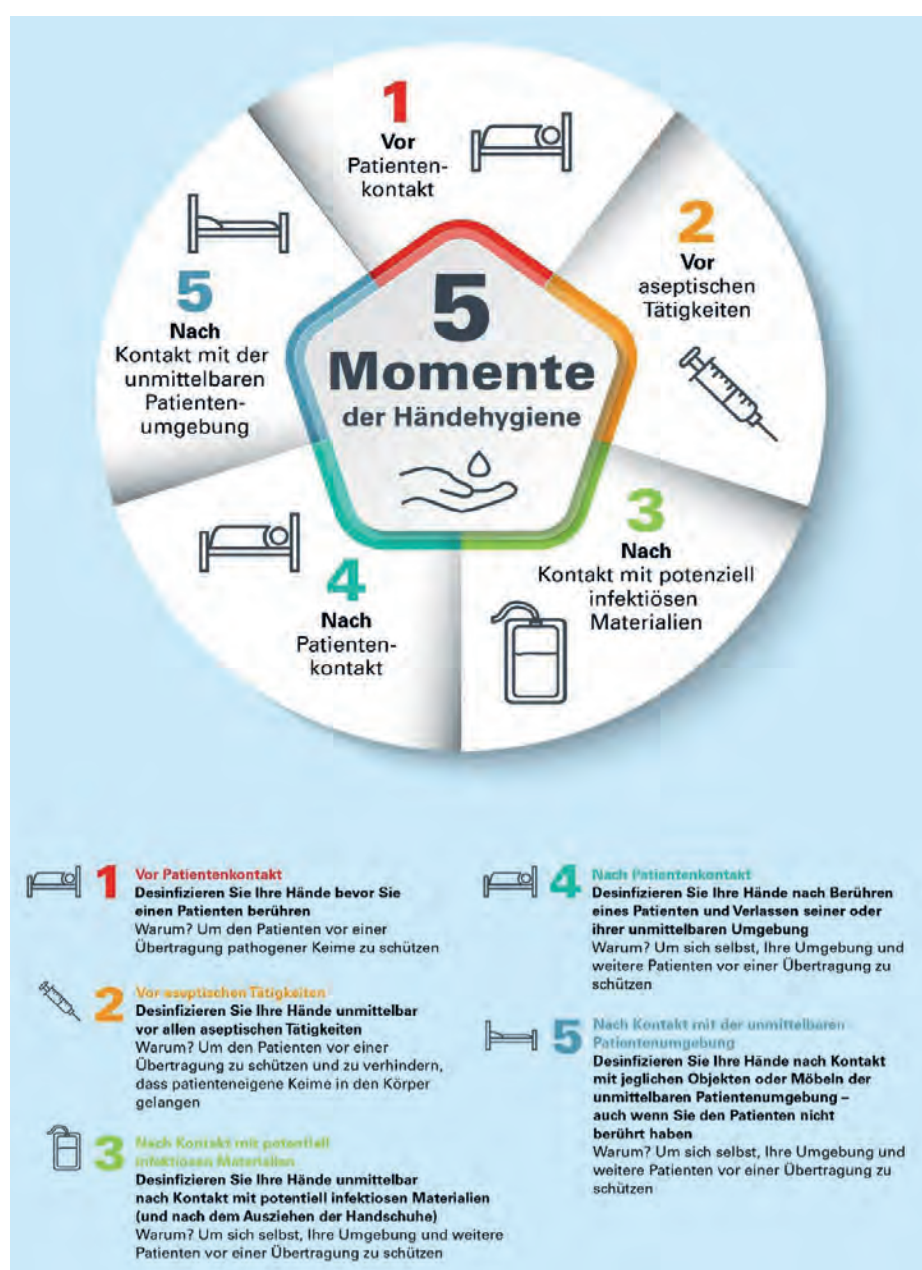 1
Vor
Patienten-
kontakt
2
Vor
aseptischen
Tätigkeiten
3
Nach
Kontakt mit potenziell
infektiösen
Materialien
4
Nach
Patienten-
kontakt
5
Nach
Kontakt mit der
unmittelbaren
Patienten-
umgebung
5
Momente
der Händehygiene
1 Vor Patientenkontakt
Desinfizieren Sie Ihre Hände bevor Sie
einen Patienten berühren
Warum? Um den Patienten vor einer
Übertragung pathogener Keime zu schützen
2 Vor aseptischen Tätigkeiten
Desinfizieren Sie Ihre Hände unmittelbar
vor allen aseptischen Tätigkeiten
Warum? Um den Patienten vor einer
Übertragung zu schützen und zu verhindern,
dass patienteneigene Keime in den Körper
gelangen
3 Nach Kontakt mit potentiell
infektiösen Materialien
Desinfizieren Sie Ihre Hände unmittelbar
nach Kontakt mit potentiell infektiosen Materialien
(und nach dem Ausziehen der Handschuhe)
Warum? Um sich selbst, Ihre Umgebung und weitere
Patienten vor einer Übertragung zu schützen
4 Nach Patientenkontakt
Desinfizieren Sie Ihre Hände nach Berühren
eines Patienten und Verlassen seiner oder
ihrer unmittelbaren Umgebung
Warum? Um sich selbst, Ihre Umgebung und
weitere Patienten vor einer Übertragung zu
schützen
5 Nach Kontakt mit der unmittelbaren
Patientenumgebung
Desinfizieren Sie Ihre Hände nach Kontakt
mit jeglichen Objekten oder Möbeln der
unmittelbaren Patientenumgebung –
auch wenn Sie den Patienten nicht
berührt haben
Warum? Um sich selbst, Ihre Umgebung und
weitere Patienten vor einer Übertragung zu
schützen